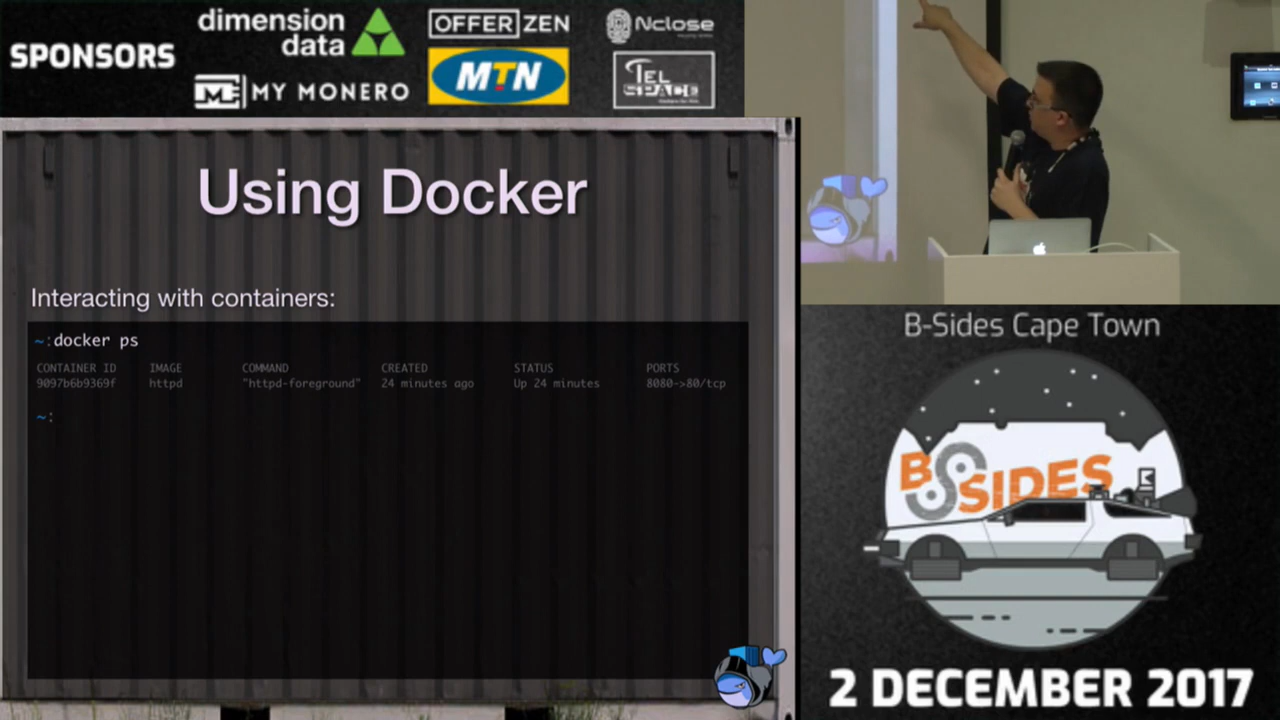 SPONSORS
dimension
data
MY MONERO
OFFERZEN
MTN
Nclose
TEL
SPACE
Using Docker
Interacting with containers:
~:docker ps
CONTAINER ID IMAGE COMMAND CREATED STATUS PORTS
9097b6b9369f httpd "httpd-foreground" 24 minutes ago Up 24 minutes 8080->80/tcp
~:
B-Sides Cape Town
BSIDES
2 DECEMBER 2017